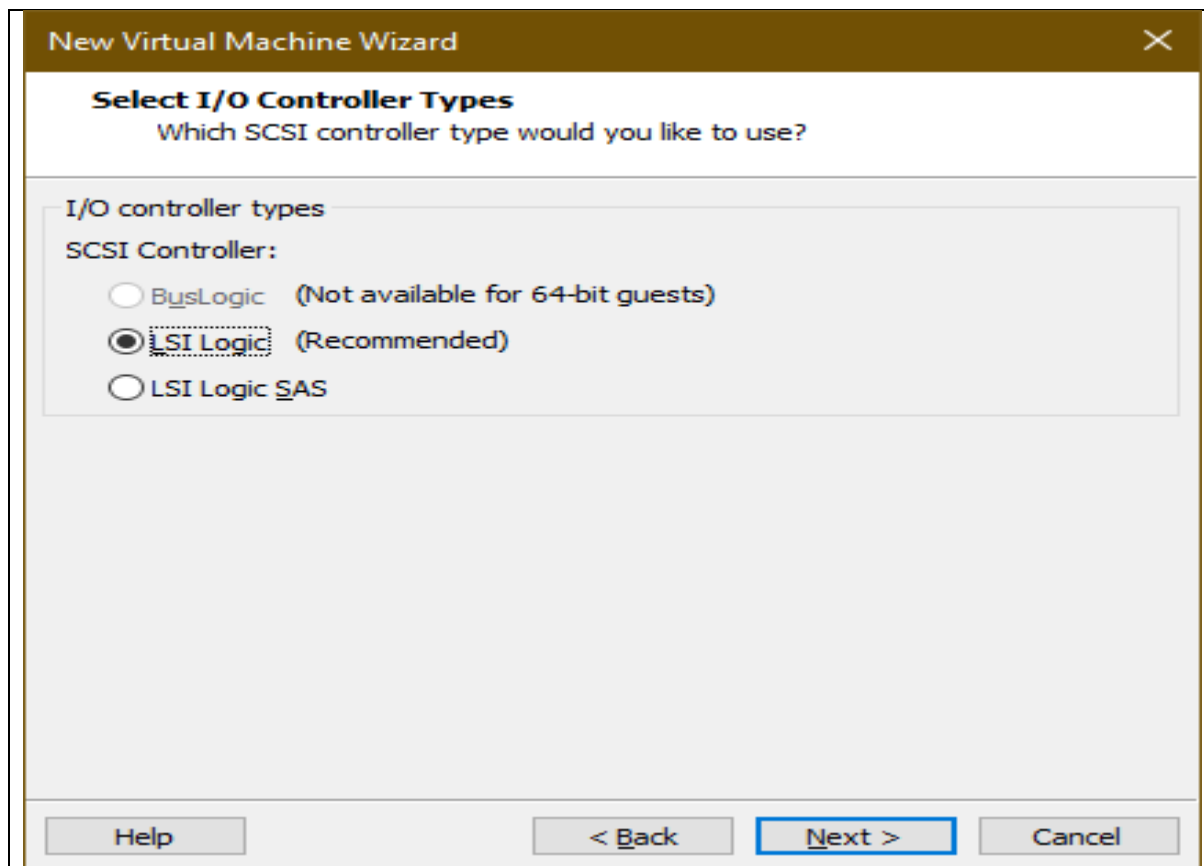 New Virtual Machine Wizard
Select I/O Controller Types
Which SCSI controller type would you like to use?
I/O controller types
SCSI Controller:
BusLogic (Not available for 64-bit guests)
LSI Logic (Recommended)
LSI Logic SAS
Help < Back Next > Cancel